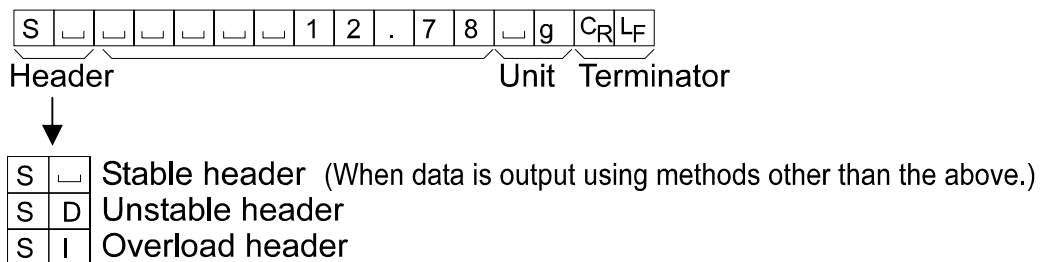 S ␣ ␣ ␣ ␣ ␣ ␣ 1 2 . 7 8 ␣ g CR LF
Header Unit Terminator
S ␣ Stable header (When data is output using methods other than the above.)
S D Unstable header
S I Overload header